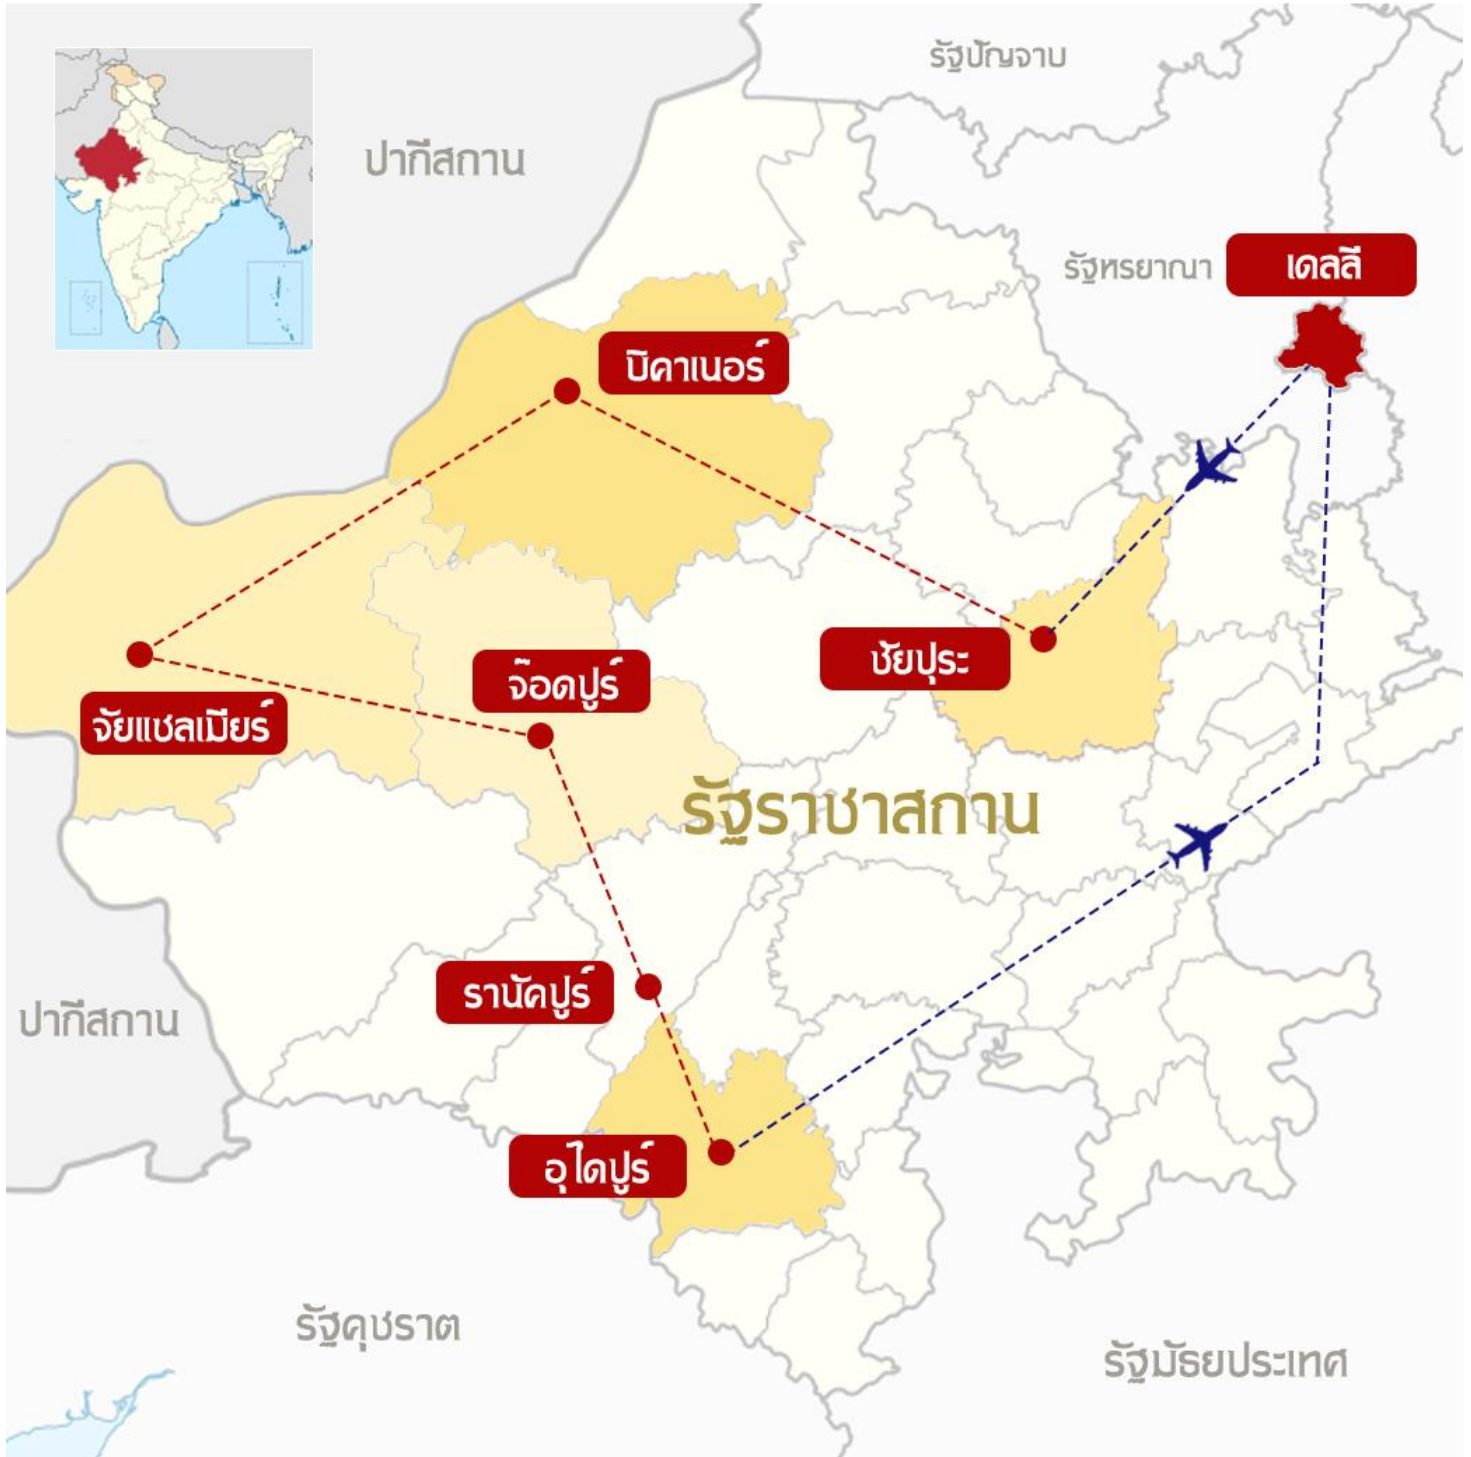 รัฐปัญจาบ
ปากีสถาน
รัฐหรยาณา
เดลลี
บิคาเนอร์
ชัยปุระ
จ๊อดปูร์
จัยแซลเมียร์
รัฐราชาสถาน
รานัคปูร์
ปากีสถาน
อุไดปูร์
รัฐคุชราต
รัฐมัธยประเทศ